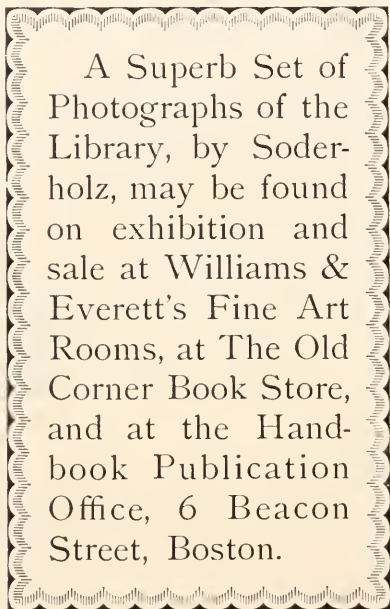 A Superb Set of
Photographs of the
Library, by Soder-
holz, may be found
on exhibition and
sale at Williams &
Everett's Fine Art
Rooms, at The Old
Corner Book Store,
and at the Hand-
book Publication
Office, 6 Beacon
Street, Boston.